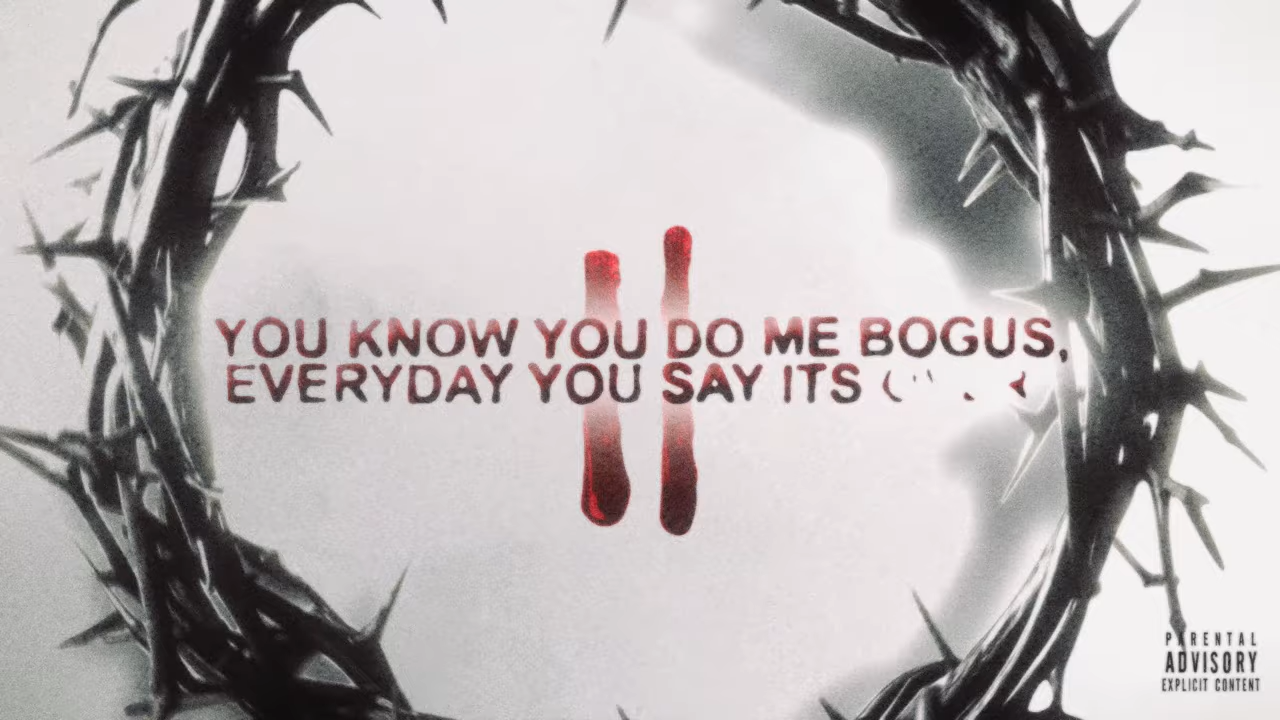 YOU KNOW YOU DO ME BOGUS,
EVERYDAY YOU SAY ITS
PARENTAL
ADVISORY
EXPLICIT CONTENT